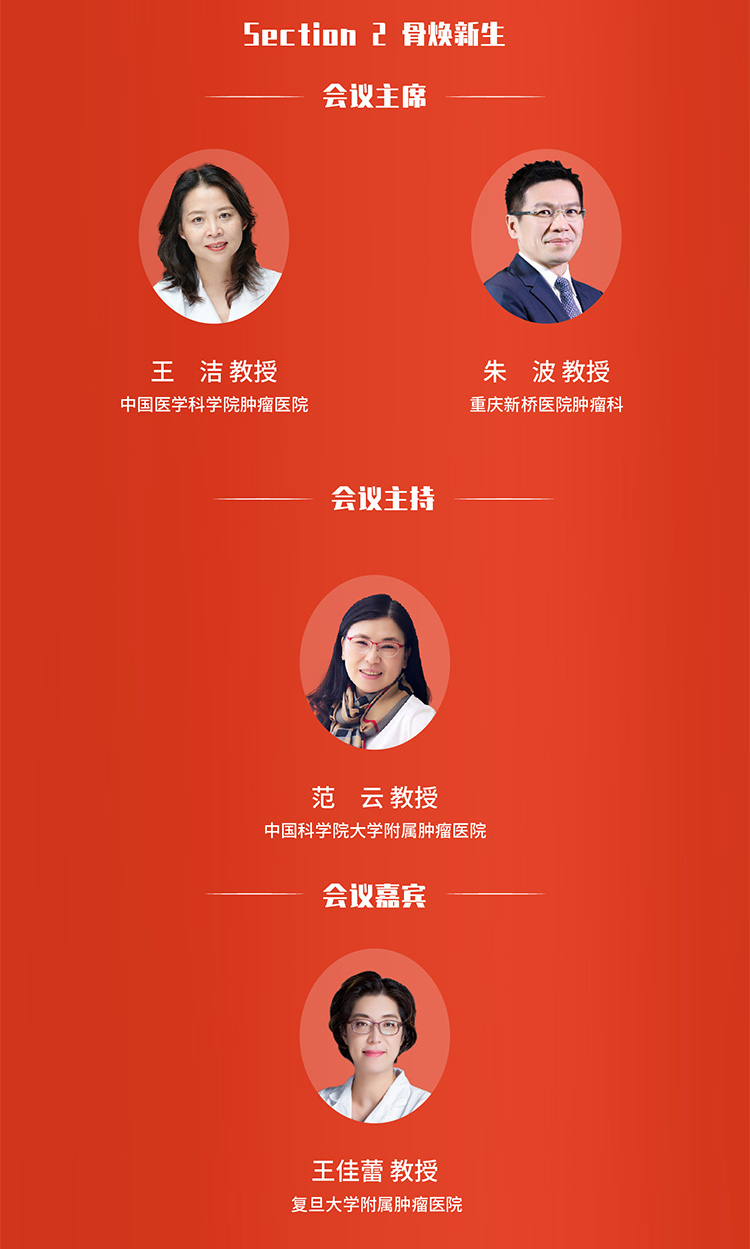 Section 2 骨焕新生
会议主席
王 洁 教授
中国医学科学院肿瘤医院
朱 波 教授
重庆新桥医院肿瘤科
会议主持
范 云 教授
中国科学院大学附属肿瘤医院
会议嘉宾
王佳蕾 教授
复旦大学附属肿瘤医院